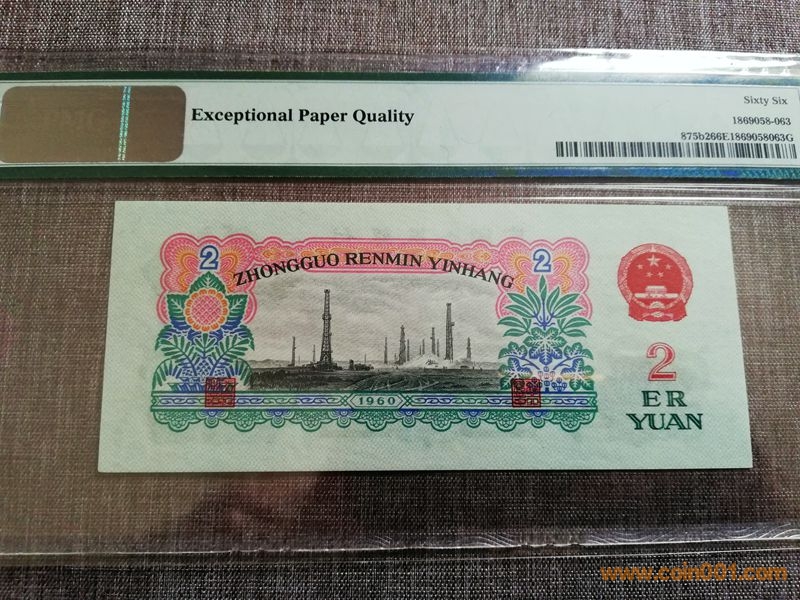 Exceptional Paper Quality
Sixty Six
1869058-063
875b266E1869058063G
2
2
ZHONGGUO RENMIN YINHANG
1960
2
ER
YUAN
www.coin001.com